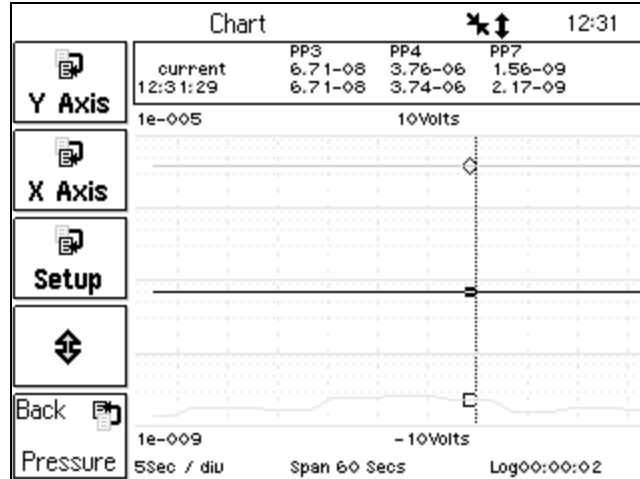 Chart 12:31
PP3 PP4 PP7
current 6.71-08 3.76-06 1.56-09
12:31:29 6.71-08 3.74-06 2.17-09
1e-005 10Volts
Y Axis
X Axis
Setup
Back
Pressure
1e-009 -10Volts
5Sec / div Span 60 Secs Log00:00:02